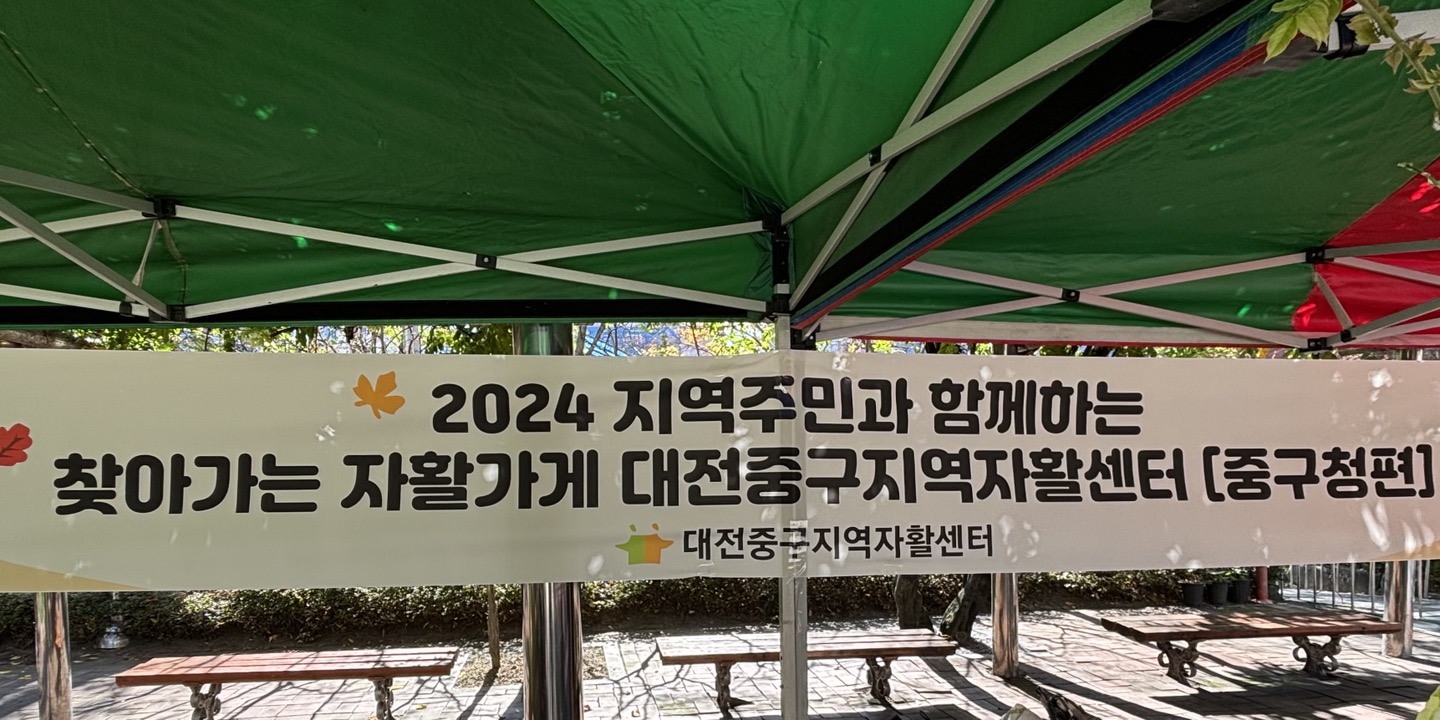 2024 지역주민과 함께하는
찾아가는 자활가게 대전중구지역자활센터 [중구청편]
대전중구지역자활센터